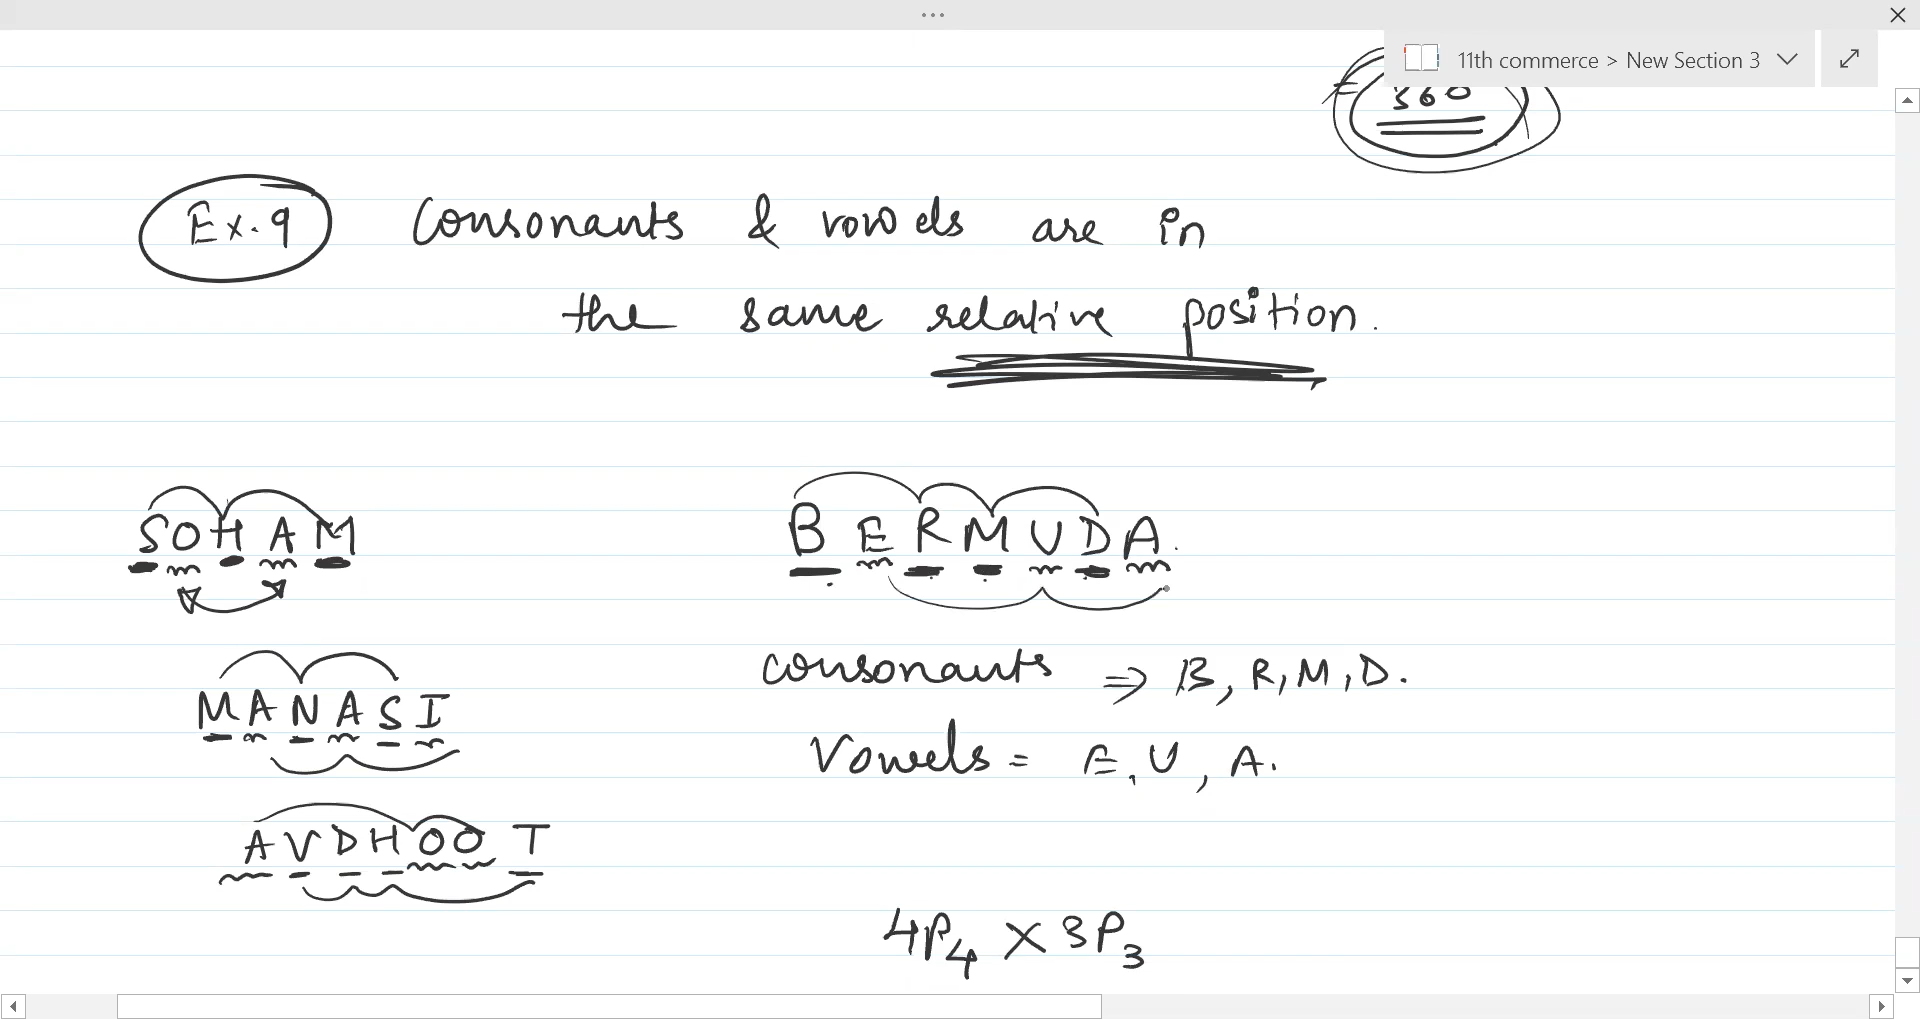 11th commerce > New Section 3
360
Ex.9 Consonants & vowels are in
the same relative position.
SOHAM
BERMUDA.
MANASI
consonants ⇒ B, R, M, D.
Vowels = E, U, A.
AVDHOOT
4P4 × 3P3